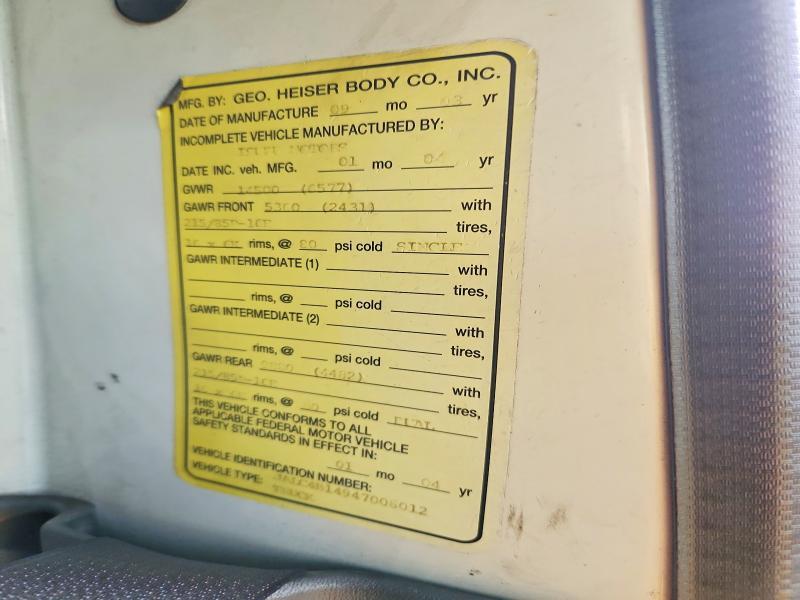 MFG. BY: GEO. HEISER BODY CO., INC.
DATE OF MANUFACTURE 09 mo 03 yr
INCOMPLETE VEHICLE MANUFACTURED BY:
DATE INC. veh. MFG. 01 mo 04 yr
GVWR 14500 (6577)
GAWR FRONT 5360 (2431) with
tires,
rims, @ 80 psi cold SINGLE
GAWR INTERMEDIATE (1) with
tires,
rims, @ psi cold
GAWR INTERMEDIATE (2) with
tires,
rims, @ psi cold
GAWR REAR (4482) with
tires,
rims, @ psi cold DUAL
THIS VEHICLE CONFORMS TO ALL
APPLICABLE FEDERAL MOTOR VEHICLE
SAFETY STANDARDS IN EFFECT IN:
01 mo 04 yr
VEHICLE IDENTIFICATION NUMBER:
JALC4B14947006012
VEHICLE TYPE: TRUCK